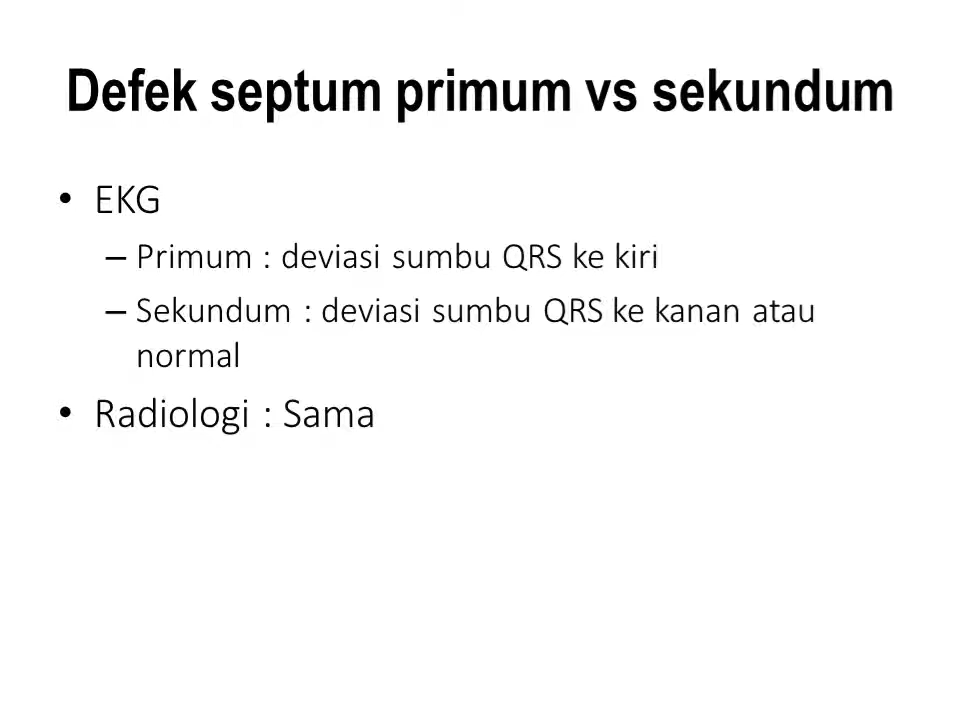 Defek septum primum vs sekundum
• EKG
– Primum : deviasi sumbu QRS ke kiri
– Sekundum : deviasi sumbu QRS ke kanan atau
normal
• Radiologi : Sama